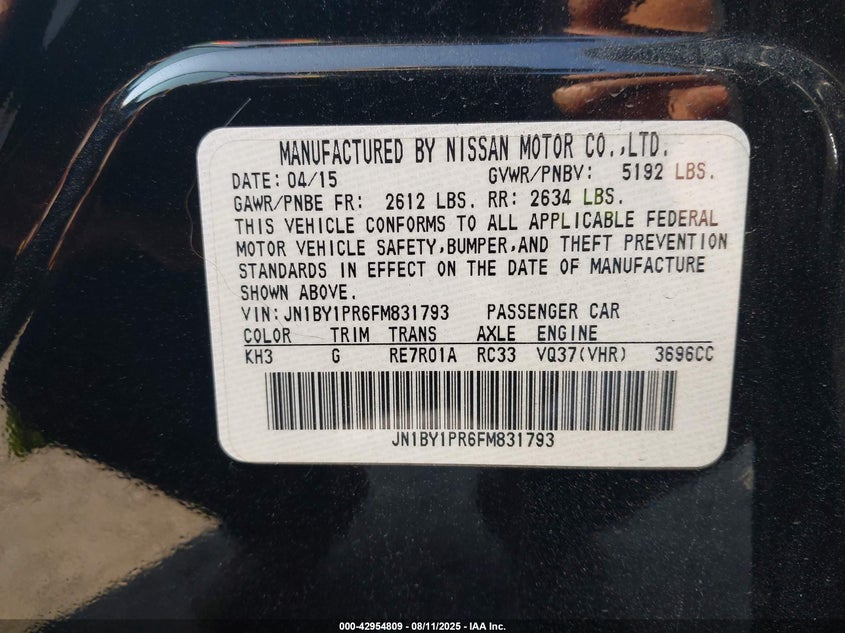 MANUFACTURED BY NISSAN MOTOR CO.,LTD.
DATE: 04/15 GVWR/PNBV: 5192 LBS.
GAWR/PNBE FR: 2612 LBS. RR: 2634 LBS.
THIS VEHICLE CONFORMS TO ALL APPLICABLE FEDERAL
MOTOR VEHICLE SAFETY,BUMPER,AND THEFT PREVENTION
STANDARDS IN EFFECT ON THE DATE OF MANUFACTURE
SHOWN ABOVE.
VIN: JN1BY1PR6FM831793 PASSENGER CAR
COLOR TRIM TRANS AXLE ENGINE
KH3 G RE7R01A RC33 VQ37(VHR) 3696CC
JN1BY1PR6FM831793
000-42954809 - 08/11/2025 - IAA Inc.